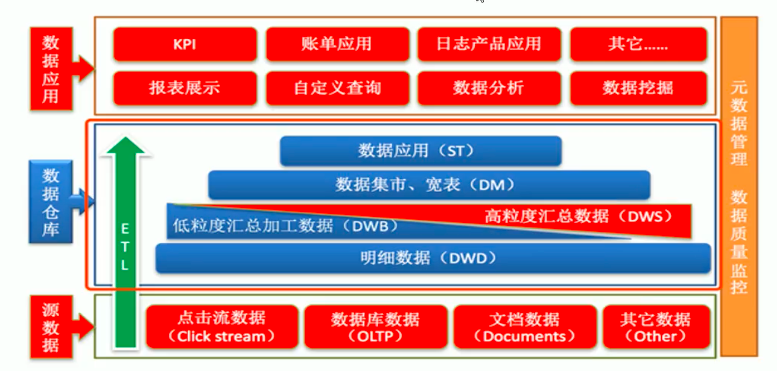 数据应用
KPI
账单应用
日志产品应用
其它......
报表展示
自定义查询
数据分析
数据挖掘
元数据管理 数据质量监控
数据仓库
ETL
数据应用（ST）
数据集市、宽表（DM）
高粒度汇总数据（DWS）
低粒度汇总加工数据（DWB）
明细数据（DWD）
源数据
点击流数据
（Click stream）
数据库数据
（OLTP）
文档数据
（Documents）
其它数据
（Other）